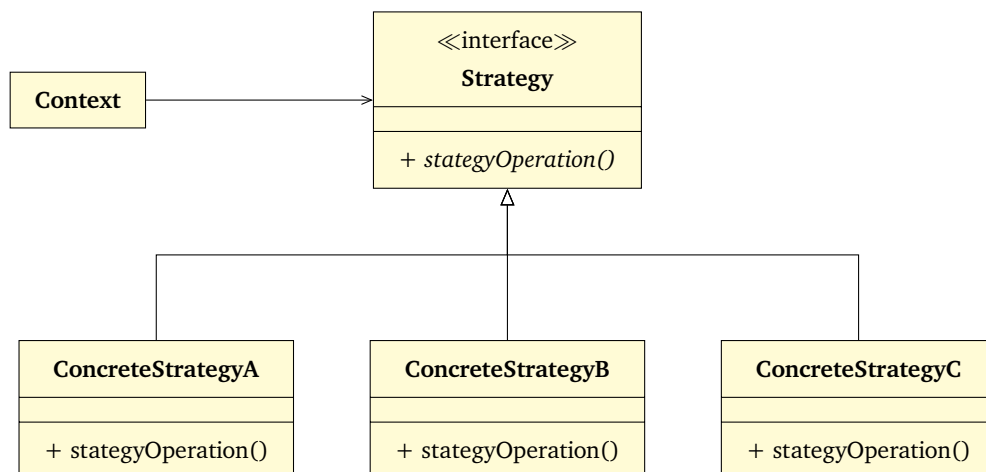 ≪interface≫
Strategy
Context
+ stategyOperation()
ConcreteStrategyA
ConcreteStrategyB
ConcreteStrategyC
+ stategyOperation()
+ stategyOperation()
+ stategyOperation()